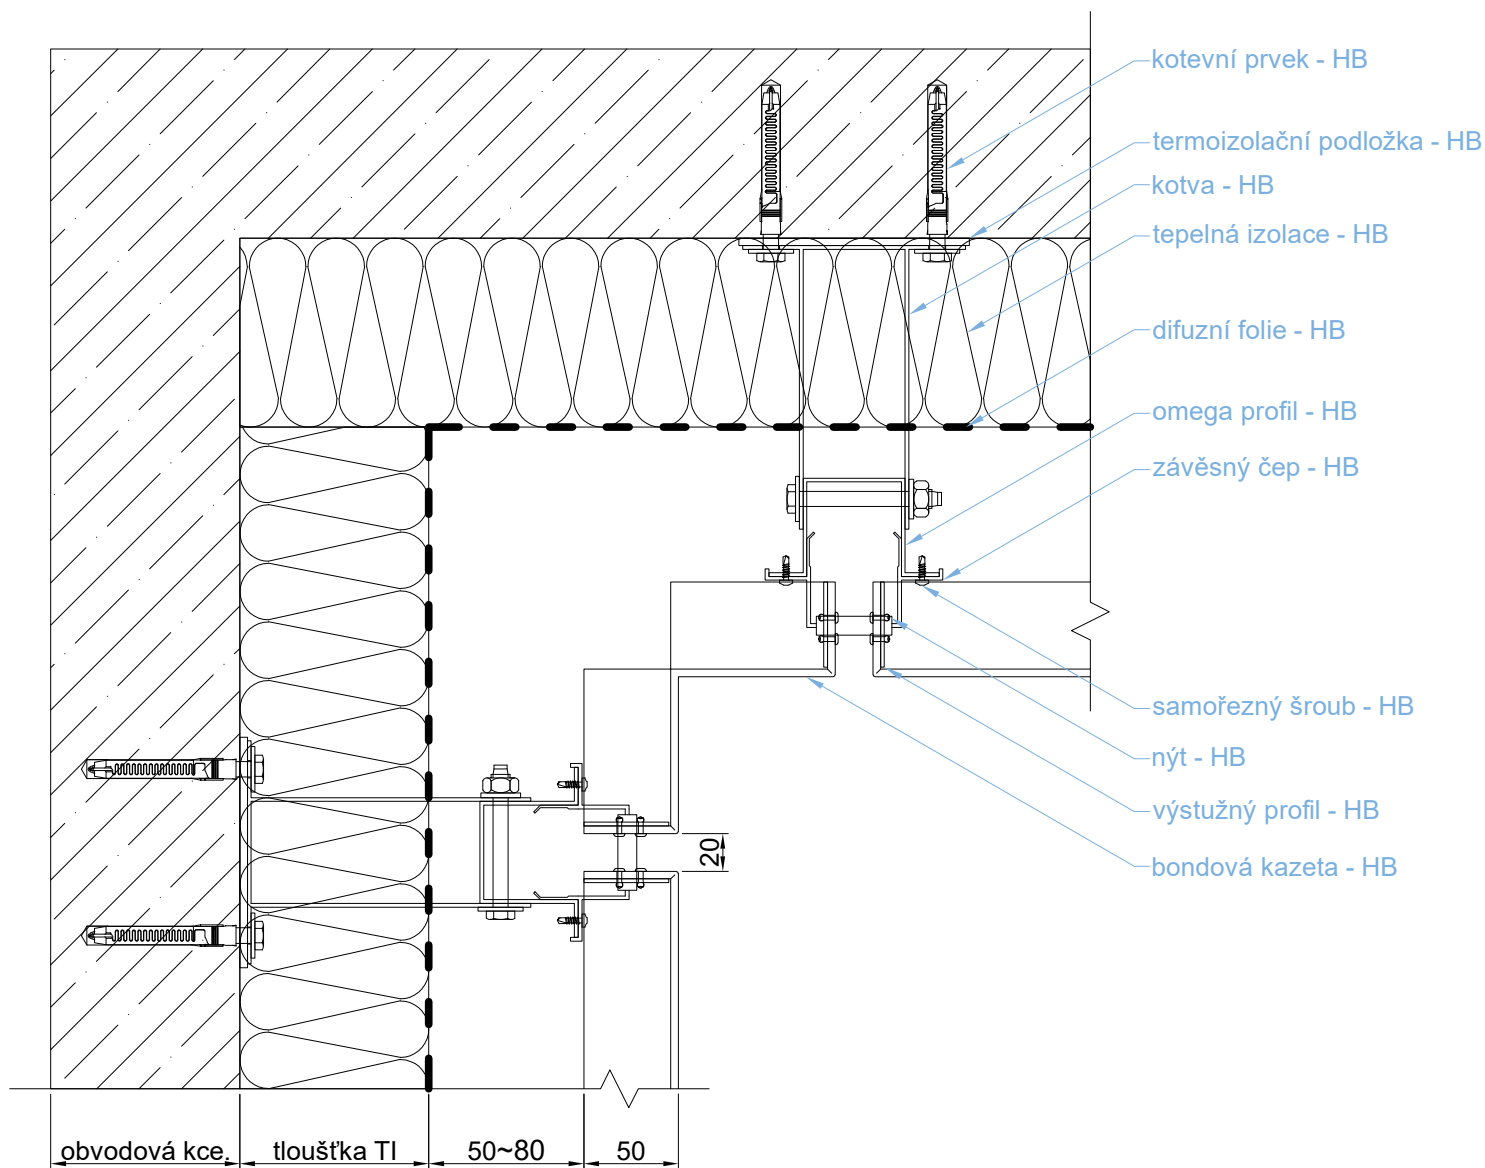 kotevní prvek - HB
termoizolační podložka - HB
kotva - HB
tepelná izolace - HB
difuzní folie - HB
omega profil - HB
závěsný čep - HB
samořezný šroub - HB
nýt - HB
výstužný profil - HB
bondová kazeta - HB
20
obvodová kce. tloušťka TI 50~80 50